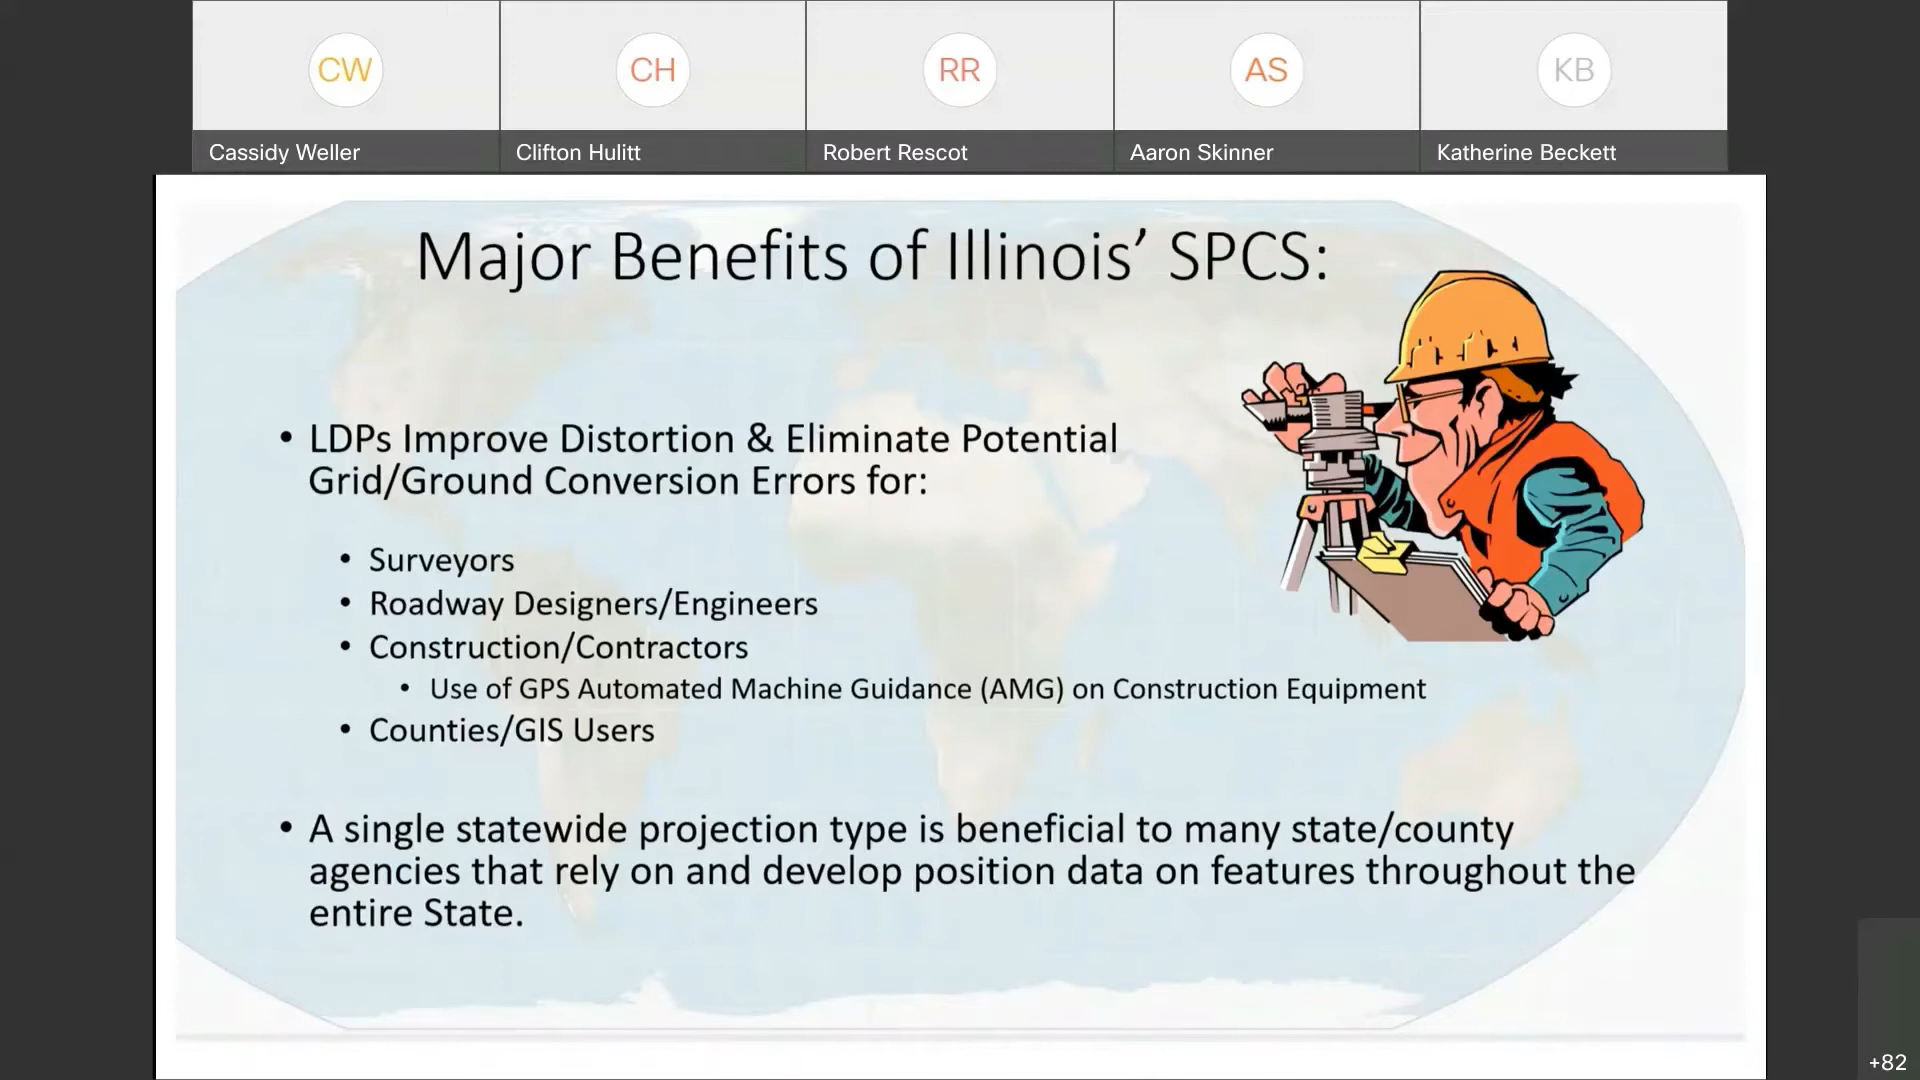 CW
CH
RR
AS
KB
Cassidy Weller
Clifton Hulitt
Robert Rescot
Aaron Skinner
Katherine Beckett
Major Benefits of Illinois’ SPCS:
• LDPs Improve Distortion & Eliminate Potential
Grid/Ground Conversion Errors for:
• Surveyors
• Roadway Designers/Engineers
• Construction/Contractors
• Use of GPS Automated Machine Guidance (AMG) on Construction Equipment
• Counties/GIS Users
• A single statewide projection type is beneficial to many state/county
agencies that rely on and develop position data on features throughout the
entire State.
+82